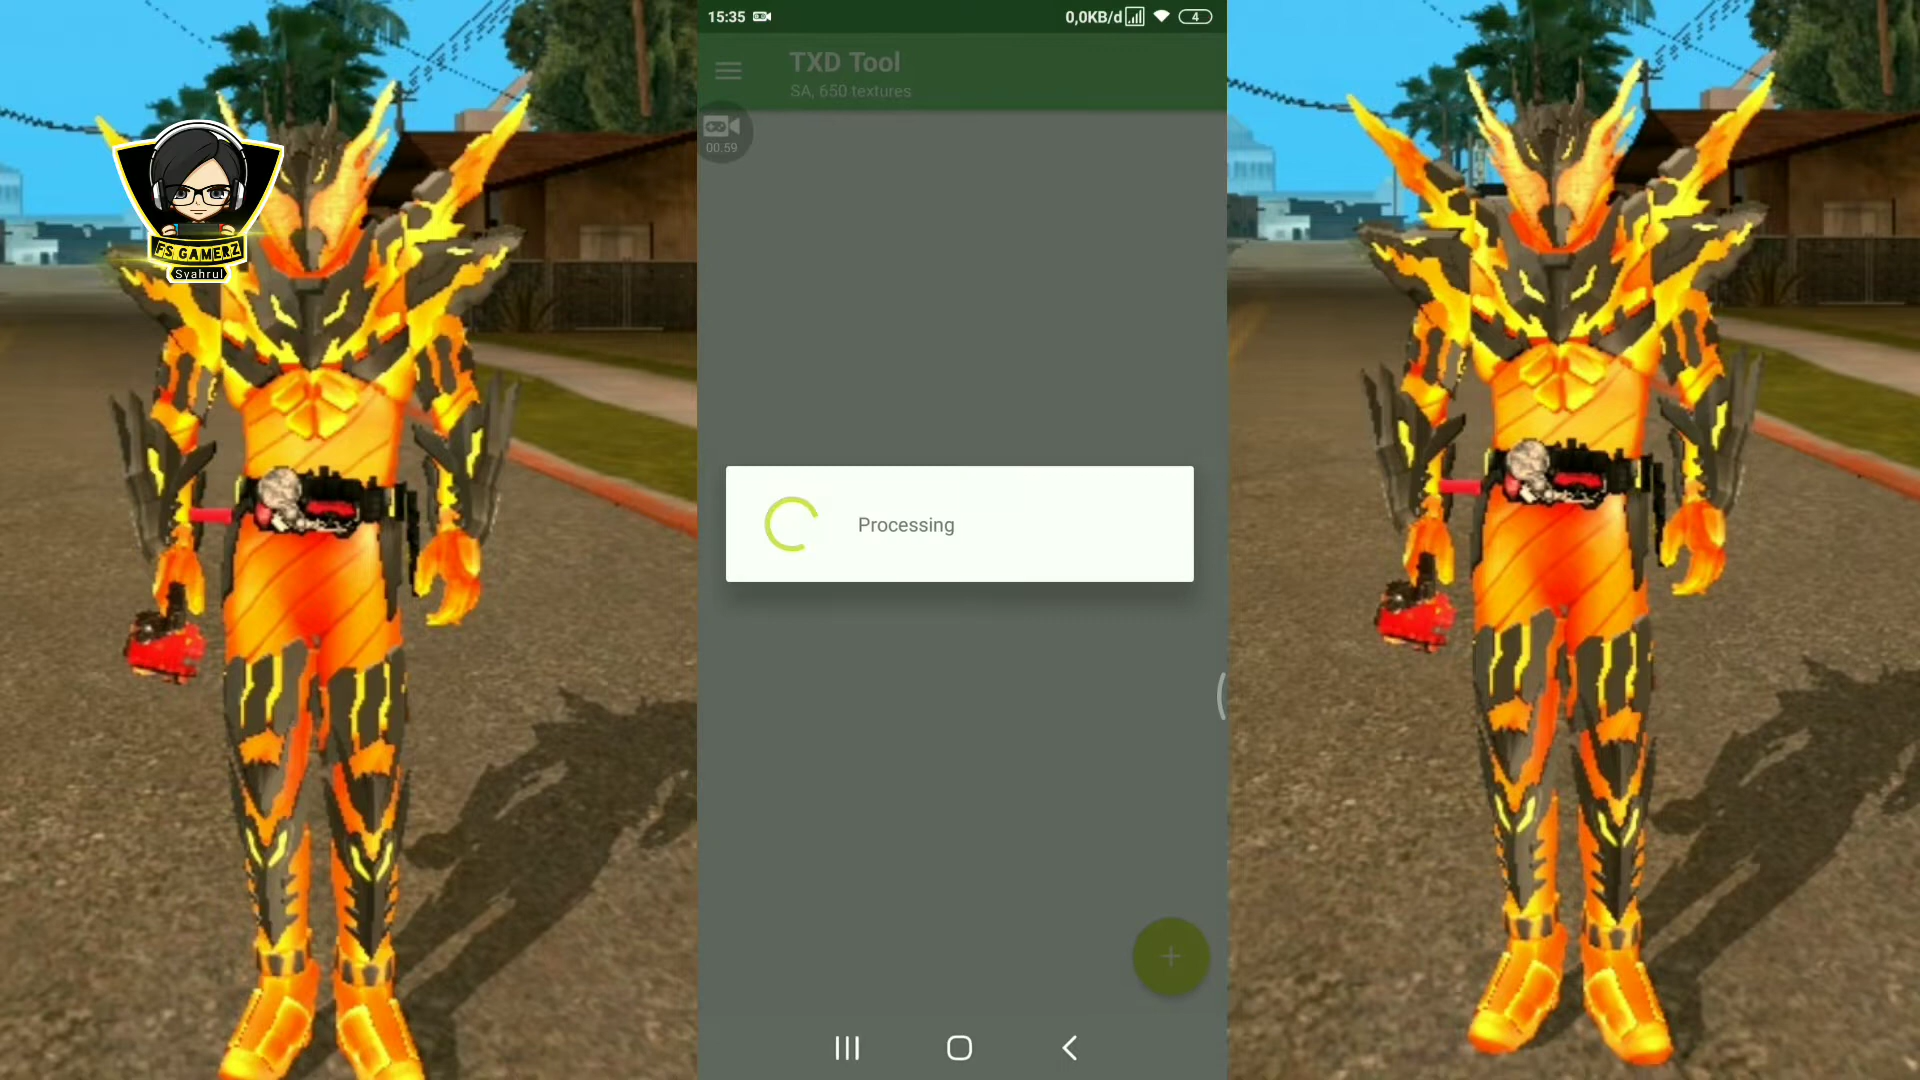 15:35
0,0KB/d
4
TXD Tool
SA, 650 textures
00.59
FS GAMERZ
Syahrul
Processing